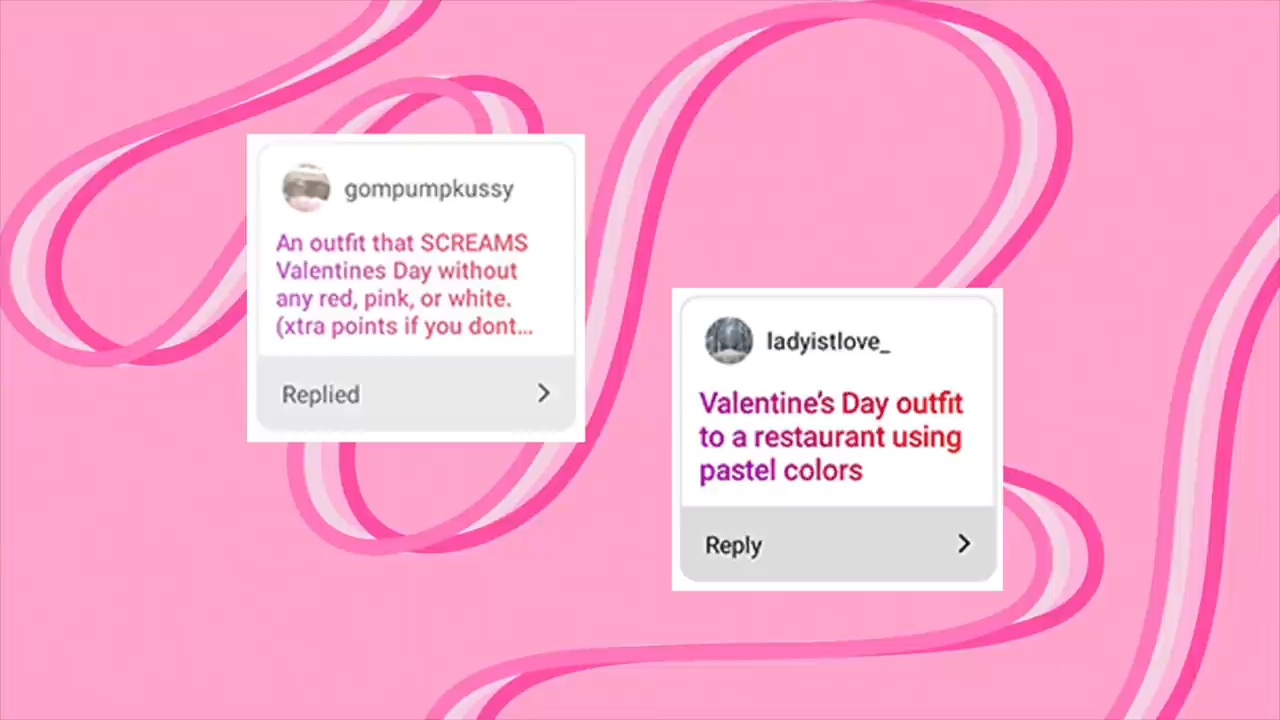 gompumpkussy
An outfit that SCREAMS
Valentines Day without
any red, pink, or white.
(xtra points if you dont...
Replied
ladyistlove_
Valentine's Day outfit
to a restaurant using
pastel colors
Reply